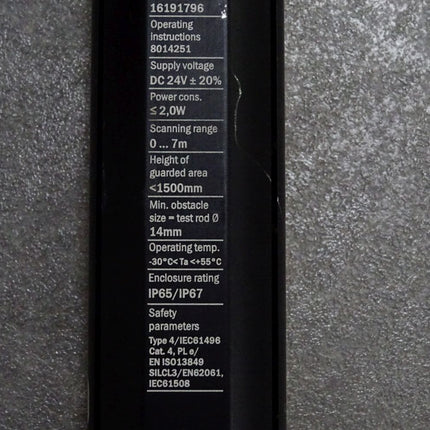 16191796
Operating
instructions
8014251
Supply voltage
DC 24V ± 20%
Power cons.
≤ 2,0W
Scanning range
0 ... 7m
Height of
guarded area
<1500mm
Min. obstacle
size = test rod Ø
14mm
Operating temp.
-30°C< Ta <+55°C
Enclosure rating
IP65/IP67
Safety
parameters
Type 4/IEC61496
Cat. 4, PL e/
EN ISO13849
SILCL3/EN62061,
IEC61508